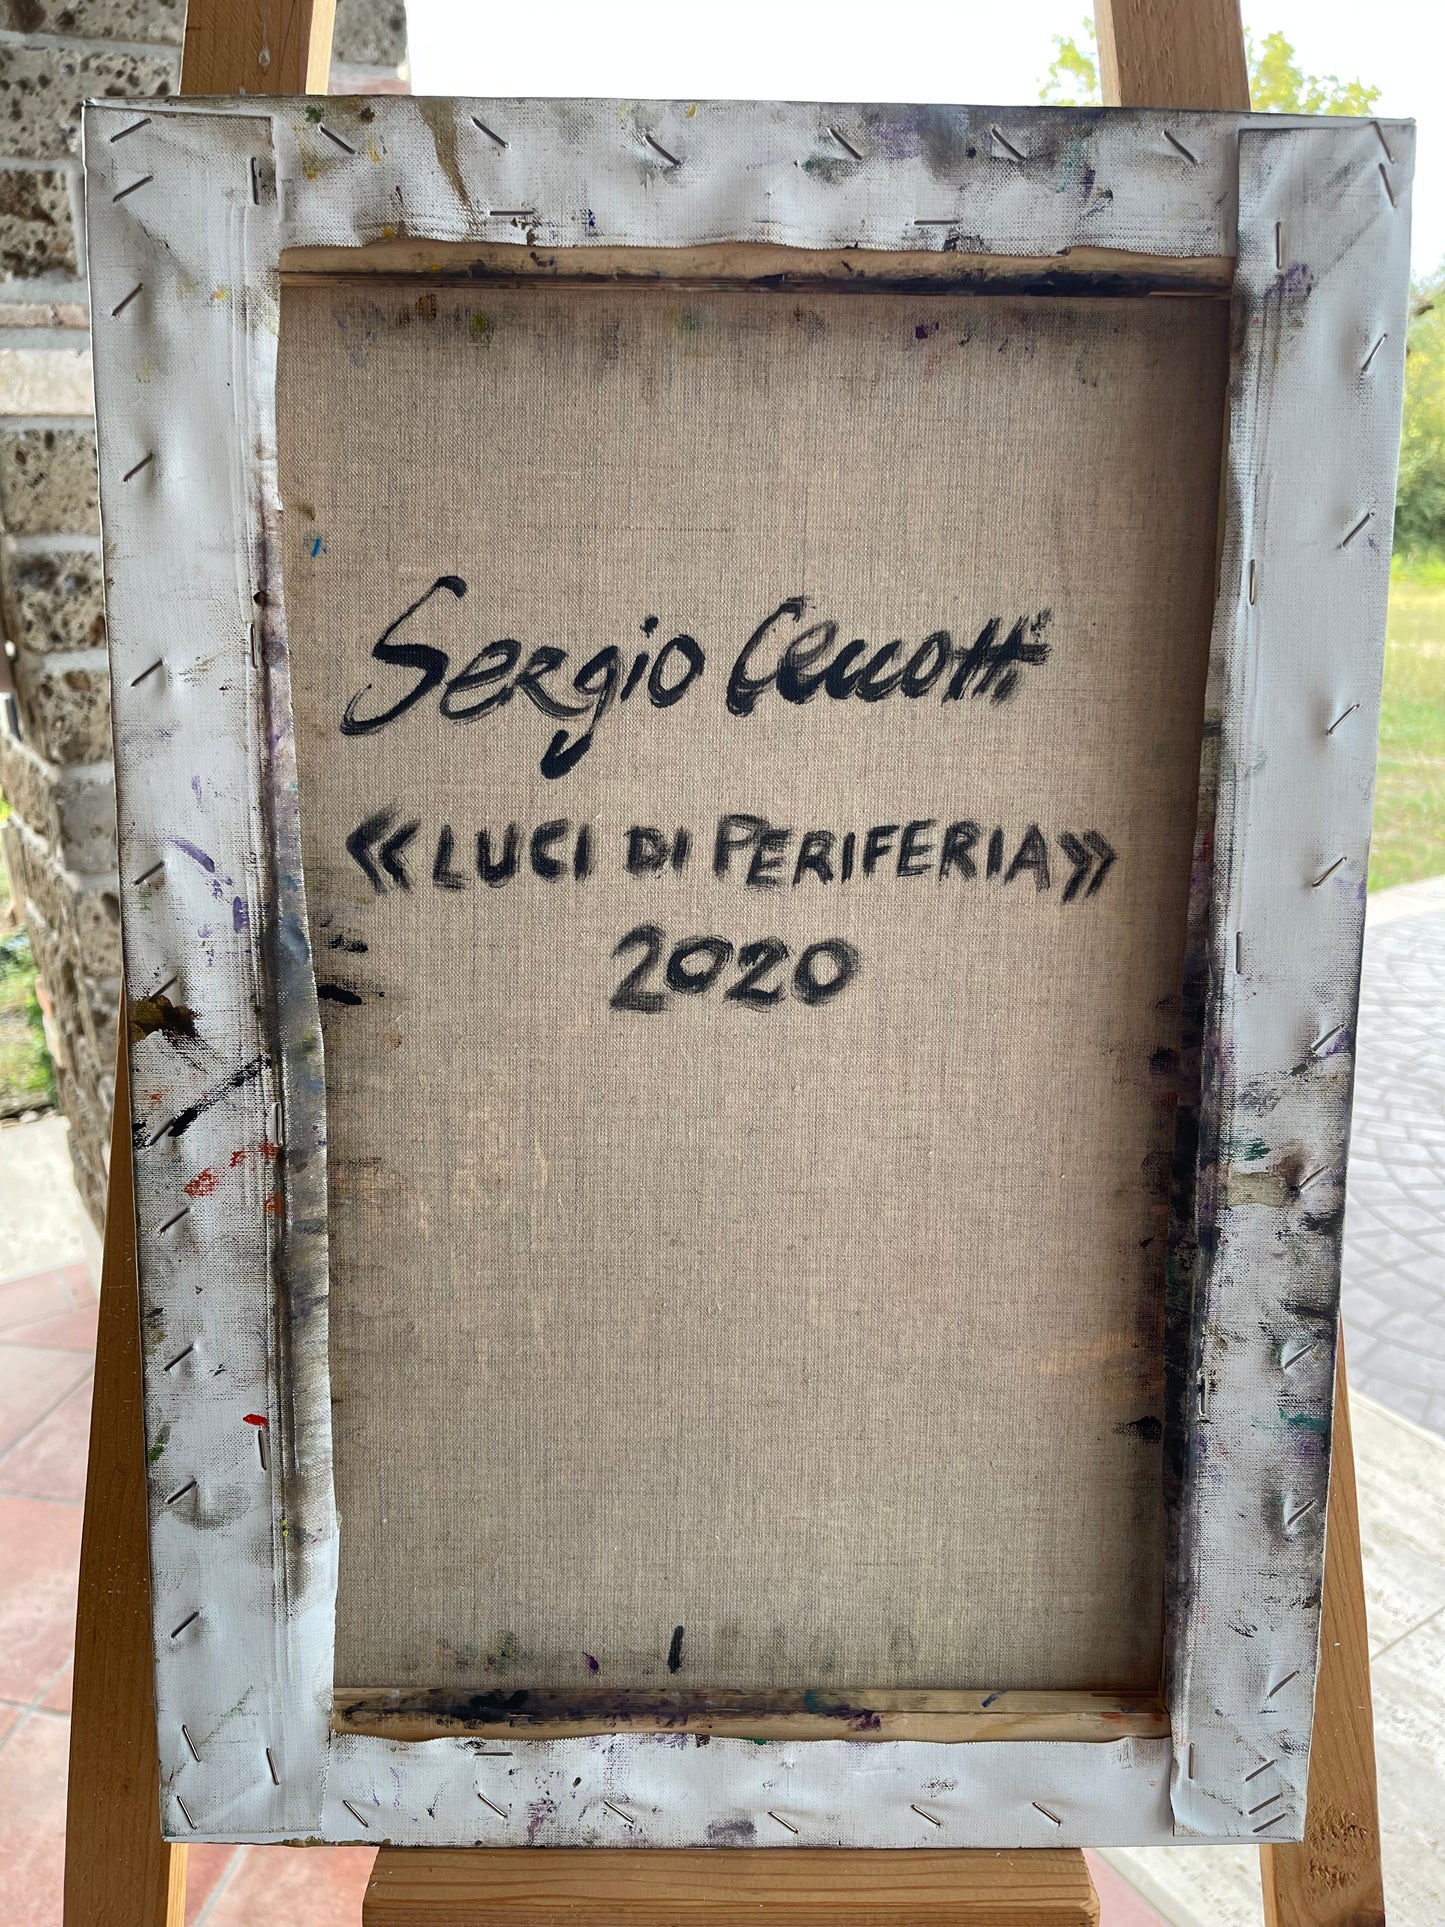 Sergio Ceccotti
«LUCI DI PERIFERIA»
2020